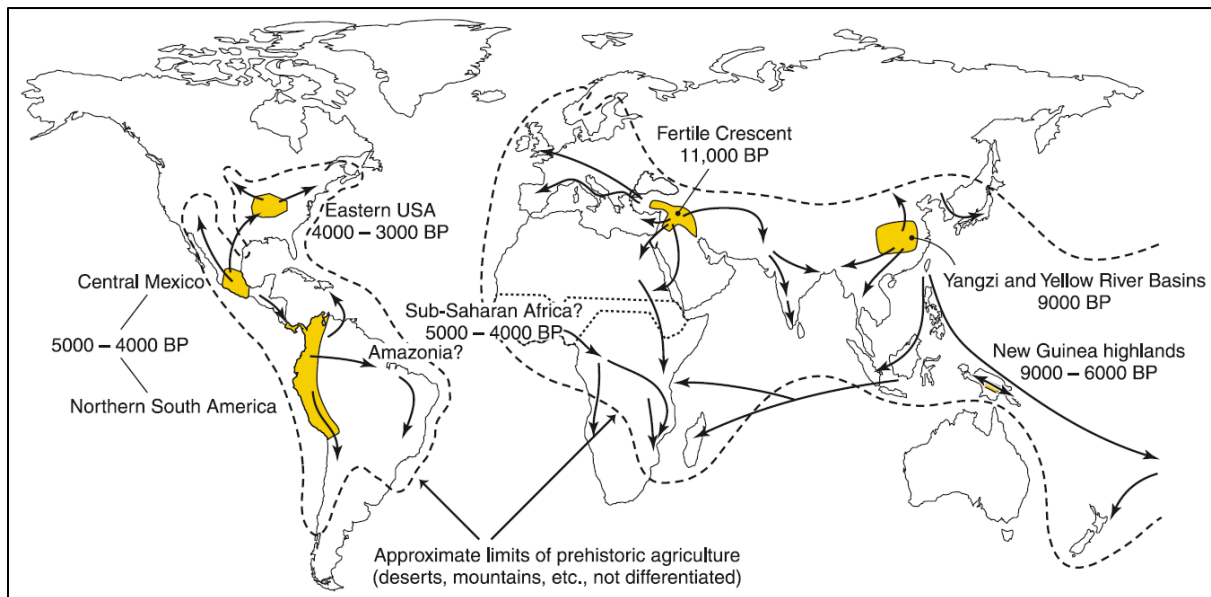 Fertile Crescent
11,000 BP
Eastern USA
4000 – 3000 BP
Central Mexico
5000 – 4000 BP
Northern South America
Amazonia?
Sub-Saharan Africa?
5000 – 4000 BP
Yangzi and Yellow River Basins
9000 BP
New Guinea highlands
9000 – 6000 BP
Approximate limits of prehistoric agriculture
(deserts, mountains, etc., not differentiated)